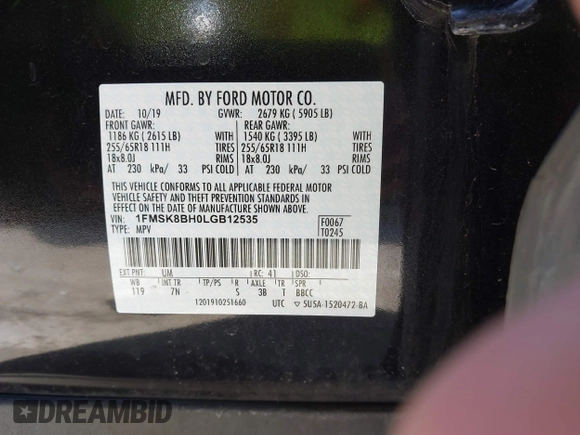 MFD. BY FORD MOTOR CO.
DATE: 10/19 GVWR: 2679 KG ( 5905 LB)
FRONT GAWR: REAR GAWR:
1186 KG ( 2615 LB) WITH 1540 KG ( 3395 LB) WITH
255/65R18 111H TIRES 255/65R18 111H TIRES
18x8.0J RIMS 18x8.0J RIMS
AT 230 kPa/ 33 PSI COLD AT 230 kPa/ 33 PSI COLD
THIS VEHICLE CONFORMS TO ALL APPLICABLE FEDERAL MOTOR
VEHICLE SAFETY AND THEFT PREVENTION STANDARDS IN
EFFECT ON THE DATE OF MANUFACTURE SHOWN ABOVE.
VIN: 1FMSK8BH0LGB12535 F0067
TYPE: MPV T0245
EXT PNT: UM RC: 41 DSO:
WB INT TR TP/PS R AXLE TR SPR
119 7N S 3B T BBCC
1201910251660 UTC ▽ SUSA-1520472-BA
DREAMBID